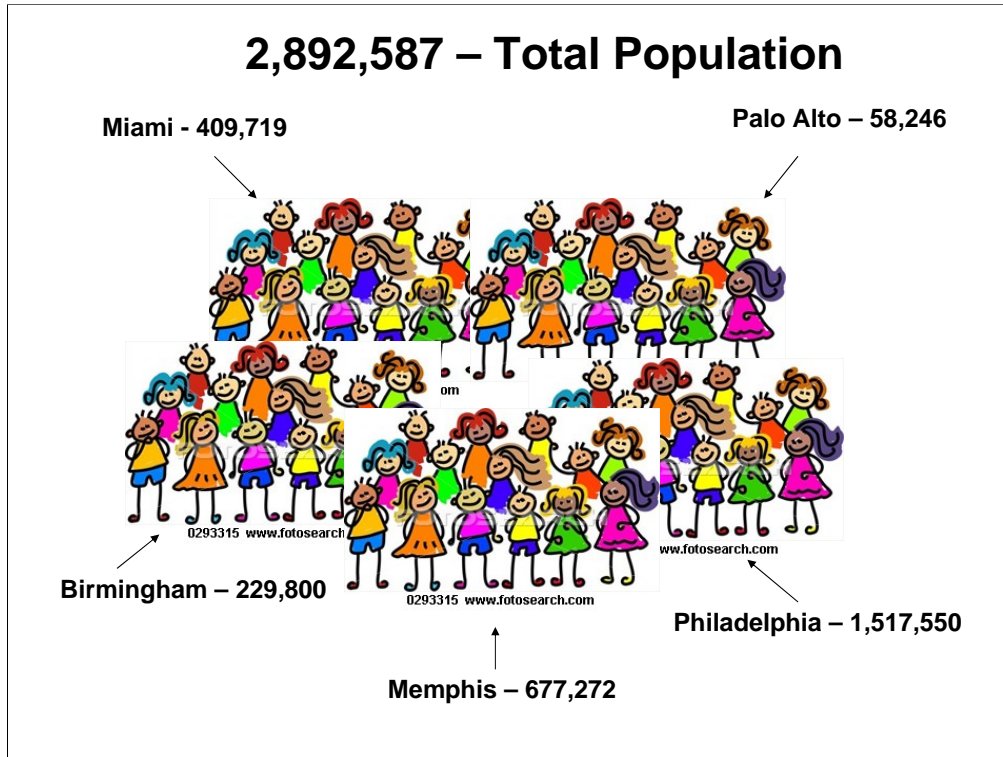 2,892,587 – Total Population
Miami - 409,719
Palo Alto – 58,246
om
0293315 www.fotosearch
www.fotosearch.com
Birmingham – 229,800
0293315 www.fotosearch.com
Philadelphia – 1,517,550
Memphis – 677,272